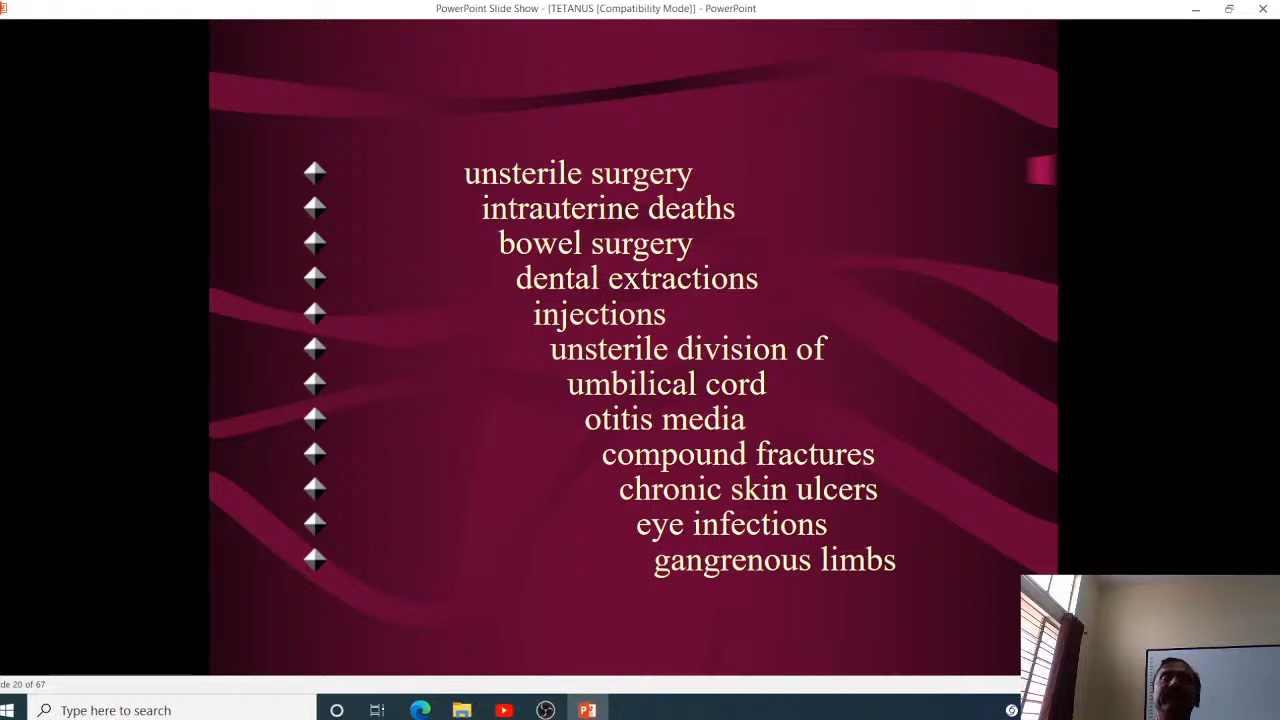 PowerPoint Slide Show - [TETANUS [Compatibility Mode]] - PowerPoint
unsterile surgery
intrauterine deaths
bowel surgery
dental extractions
injections
unsterile division of
umbilical cord
otitis media
compound fractures
chronic skin ulcers
eye infections
gangrenous limbs
de 20 of 67
Type here to search